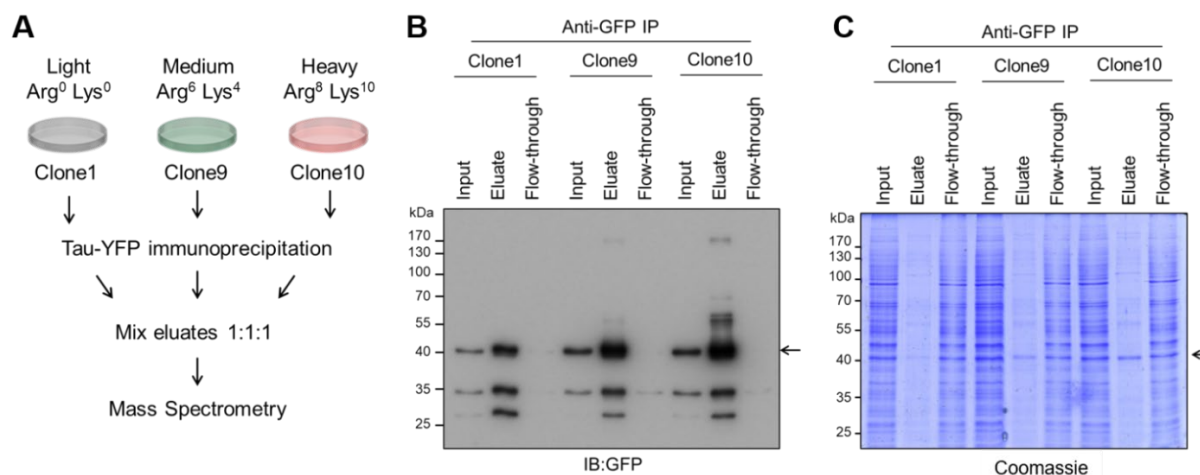 A
Light
Arg⁰ Lys⁰
Medium
Arg⁶ Lys⁴
Heavy
Arg⁸ Lys¹⁰
Clone1
Clone9
Clone10
Tau-YFP immunoprecipitation
Mix eluates 1:1:1
Mass Spectrometry
B
Anti-GFP IP
Clone1
Clone9
Clone10
Input
Eluate
Flow-through
Input
Eluate
Flow-through
Input
Eluate
Flow-through
kDa
170
130
100
70
55
40
35
25
IB:GFP
C
Anti-GFP IP
Clone1
Clone9
Clone10
Input
Eluate
Flow-through
Input
Eluate
Flow-through
Input
Eluate
Flow-through
kDa
170
130
100
70
55
40
35
25
Coomassie